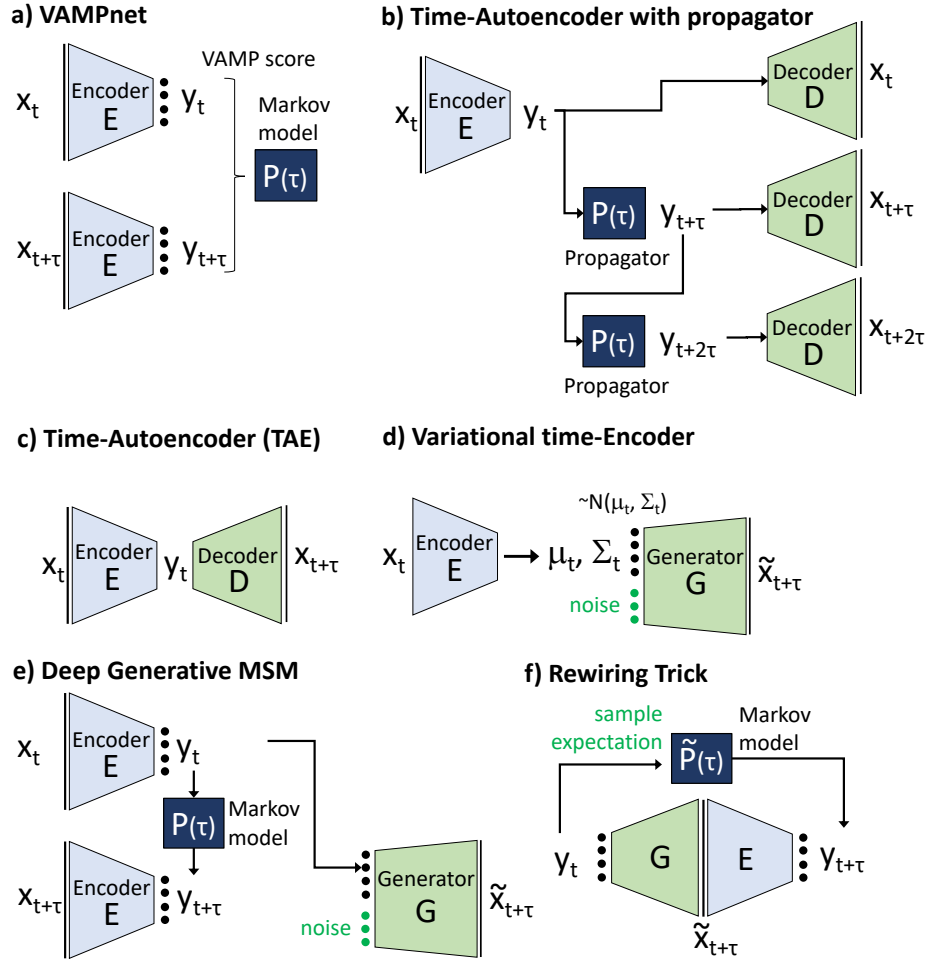 a) VAMPnet
VAMP score
x_t
Encoder
E
y_t
Markov
model
P(τ)
x_{t+τ}
Encoder
E
y_{t+τ}
b) Time-Autoencoder with propagator
x_t
Encoder
E
y_t
Decoder
D
x_t
P(τ)
Propagator
y_{t+τ}
Decoder
D
x_{t+τ}
P(τ)
Propagator
y_{t+2τ}
Decoder
D
x_{t+2τ}
c) Time-Autoencoder (TAE)
x_t
Encoder
E
y_t
Decoder
D
x_{t+τ}
d) Variational time-Encoder
x_t
Encoder
E
μ_t, Σ_t
~N(μ_t, Σ_t)
noise
Generator
G
x̃_{t+τ}
e) Deep Generative MSM
x_t
Encoder
E
y_t
P(τ)
Markov
model
x_{t+τ}
Encoder
E
y_{t+τ}
noise
Generator
G
x̃_{t+τ}
f) Rewiring Trick
sample
expectation
P̃(τ)
Markov
model
y_t
G
E
y_{t+τ}
x̃_{t+τ}